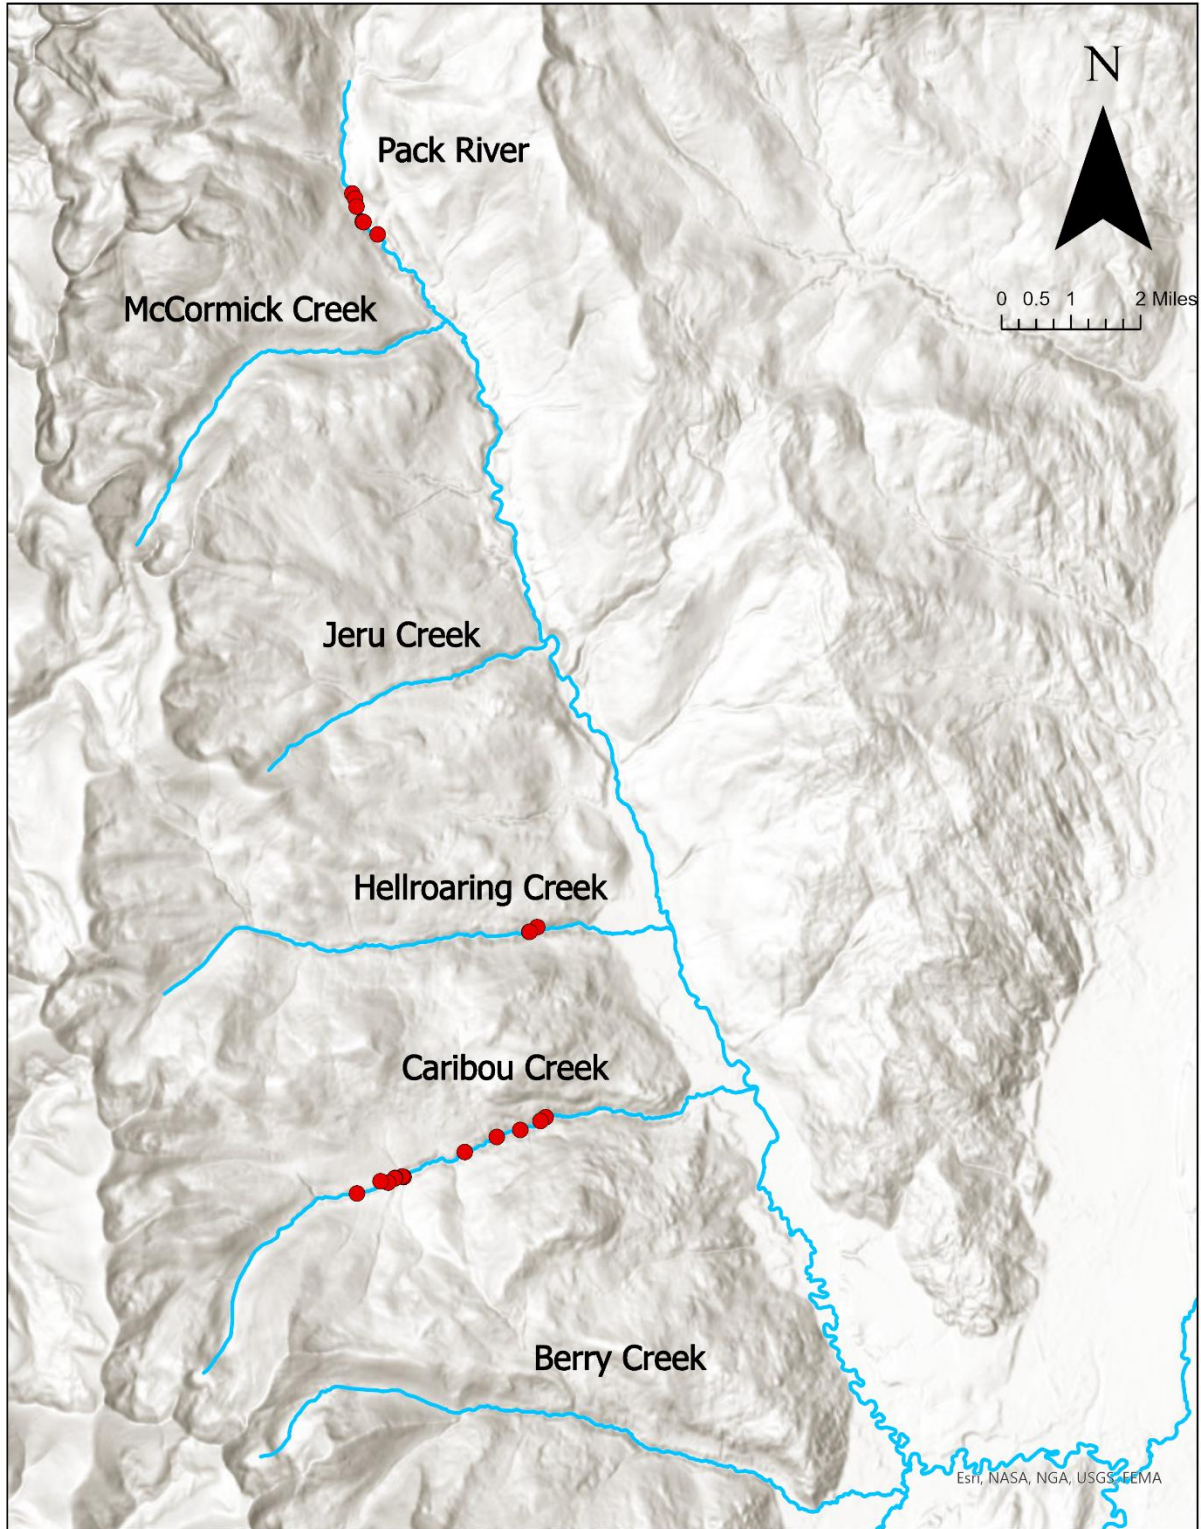 N
Pack River
0 0.5 1 2 Miles
McCormick Creek
Jeru Creek
Hellroaring Creek
Caribou Creek
Berry Creek
Esri, NASA, NGA, USGS, FEMA